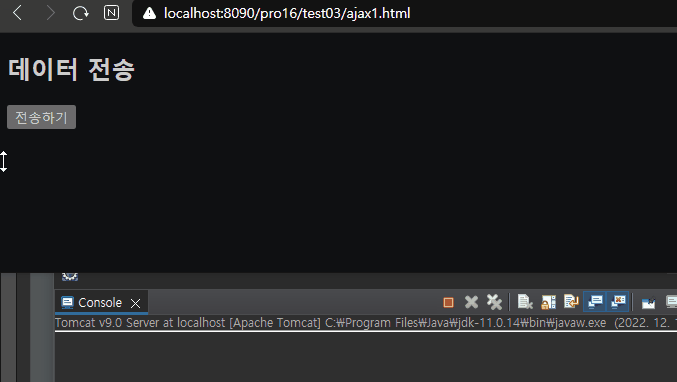 localhost:8090/pro16/test03/ajax1.html
데이터 전송
전송하기
Console
Tomcat v9.0 Server at localhost [Apache Tomcat] C:₩Program Files₩Java₩jdk-11.0.14₩bin₩javaw.exe (2022. 12.